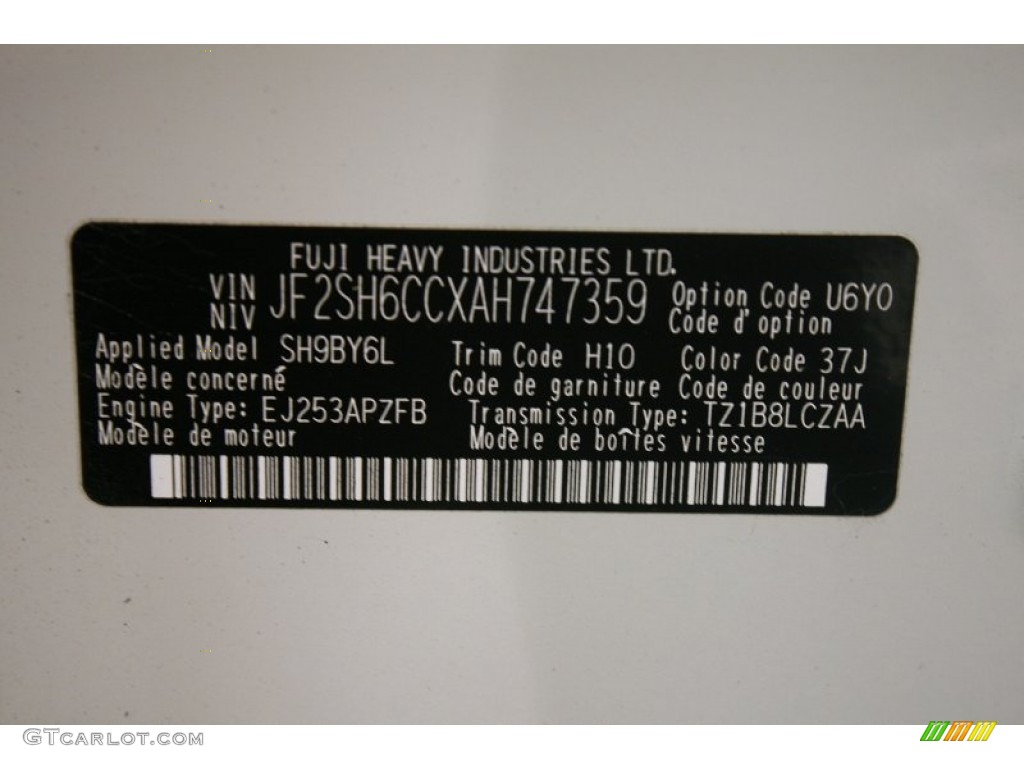 FUJI HEAVY INDUSTRIES LTD.
VIN JF2SH6CCXAH747359 Option Code U6Y0
NIV Code d'option
Applied Model SH9BY6L Trim Code H10 Color Code 37J
Modèle concerné Code de garniture Code de couleur
Engine Type: EJ253APZFB Transmission Type: TZ1B8LCZAA
Modèle de moteur Modèle de boîtes vitesse
GTCARLOT.COM